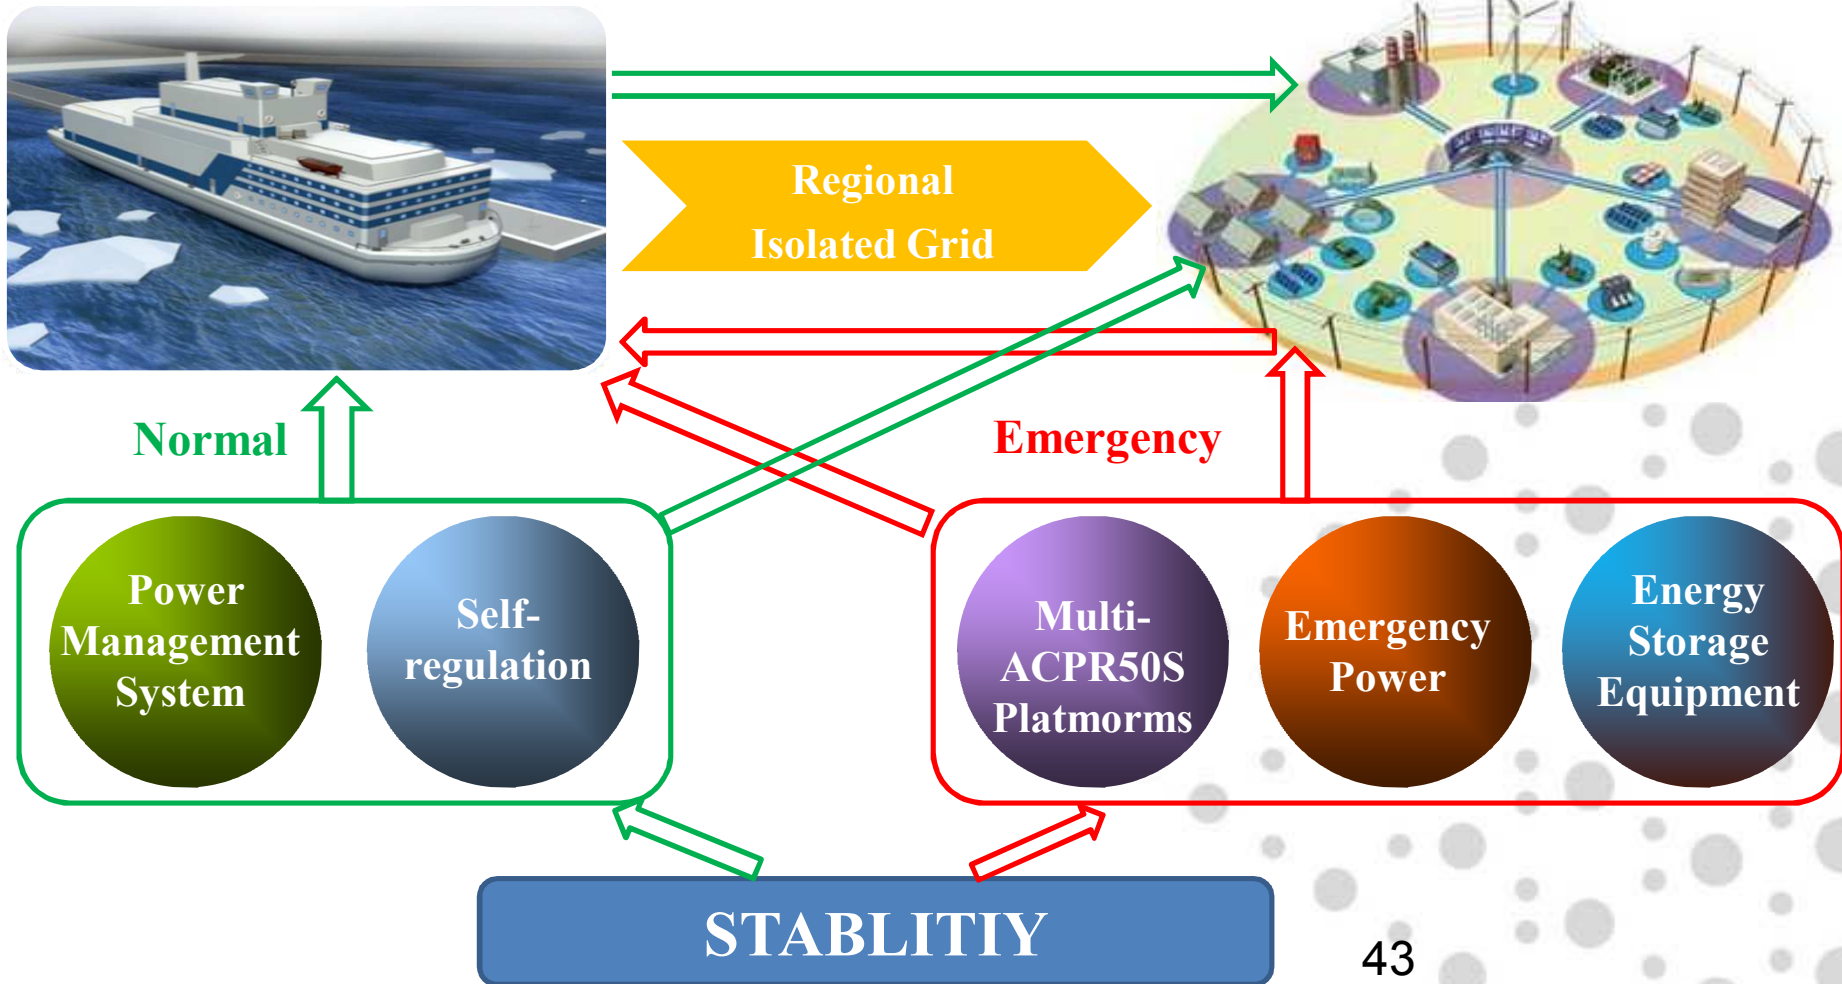 Regional
Isolated Grid
Normal
Emergency
Power
Management
System
Self-
regulation
Multi-
ACPR50S
Platmorms
Emergency
Power
Energy
Storage
Equipment
STABLITIY
43